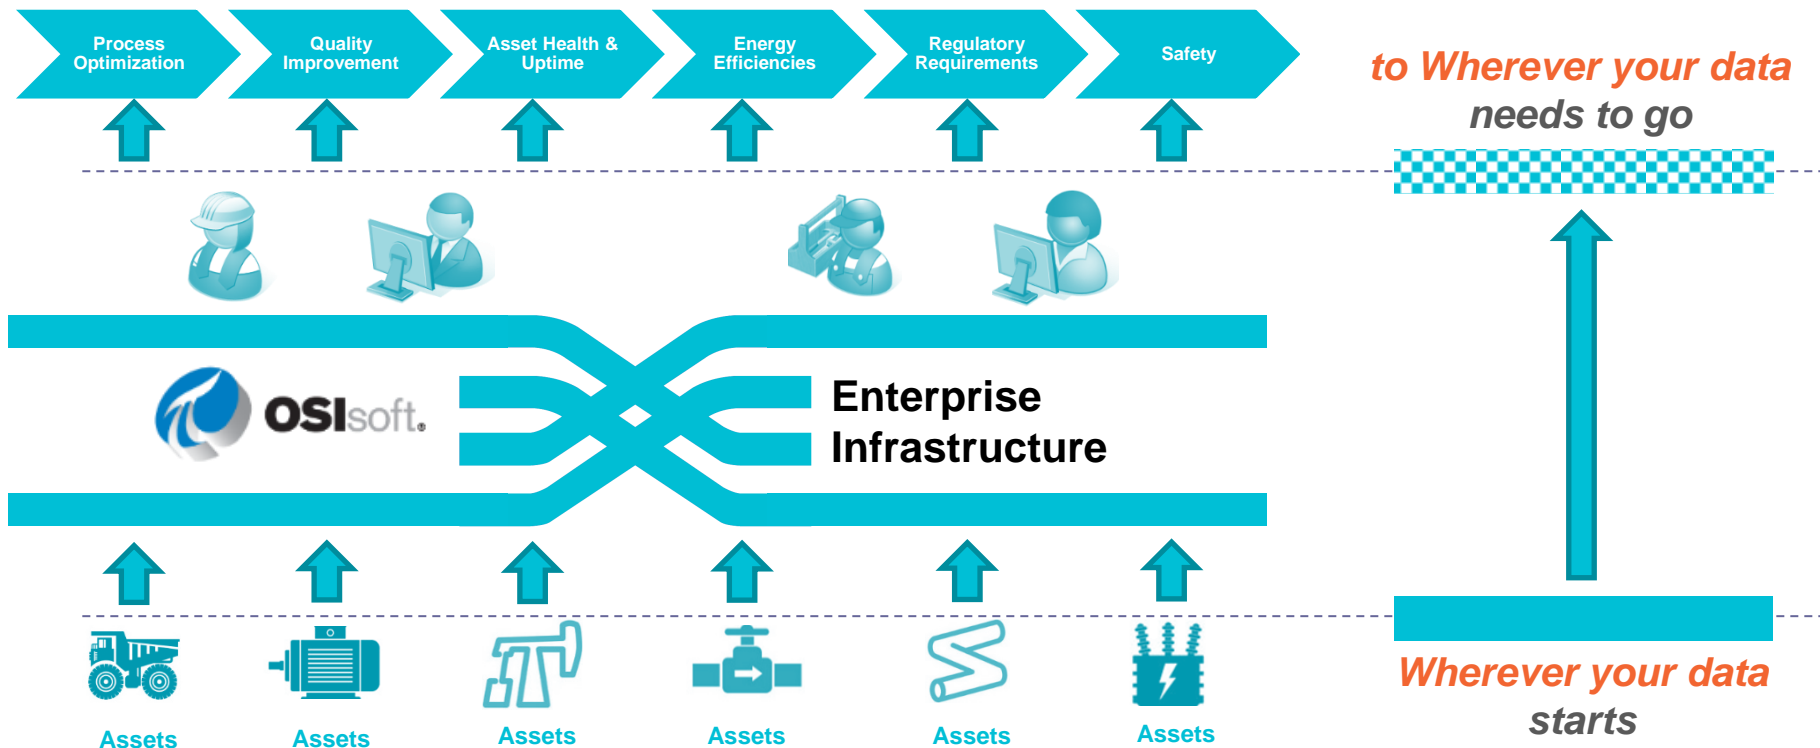 Process
Optimization
Quality
Improvement
Asset Health &
Uptime
Energy
Efficiencies
Regulatory
Requirements
Safety
to Wherever your data
needs to go
OSIsoft®
Enterprise
Infrastructure
Assets
Assets
Assets
Assets
Assets
Assets
Wherever your data
starts